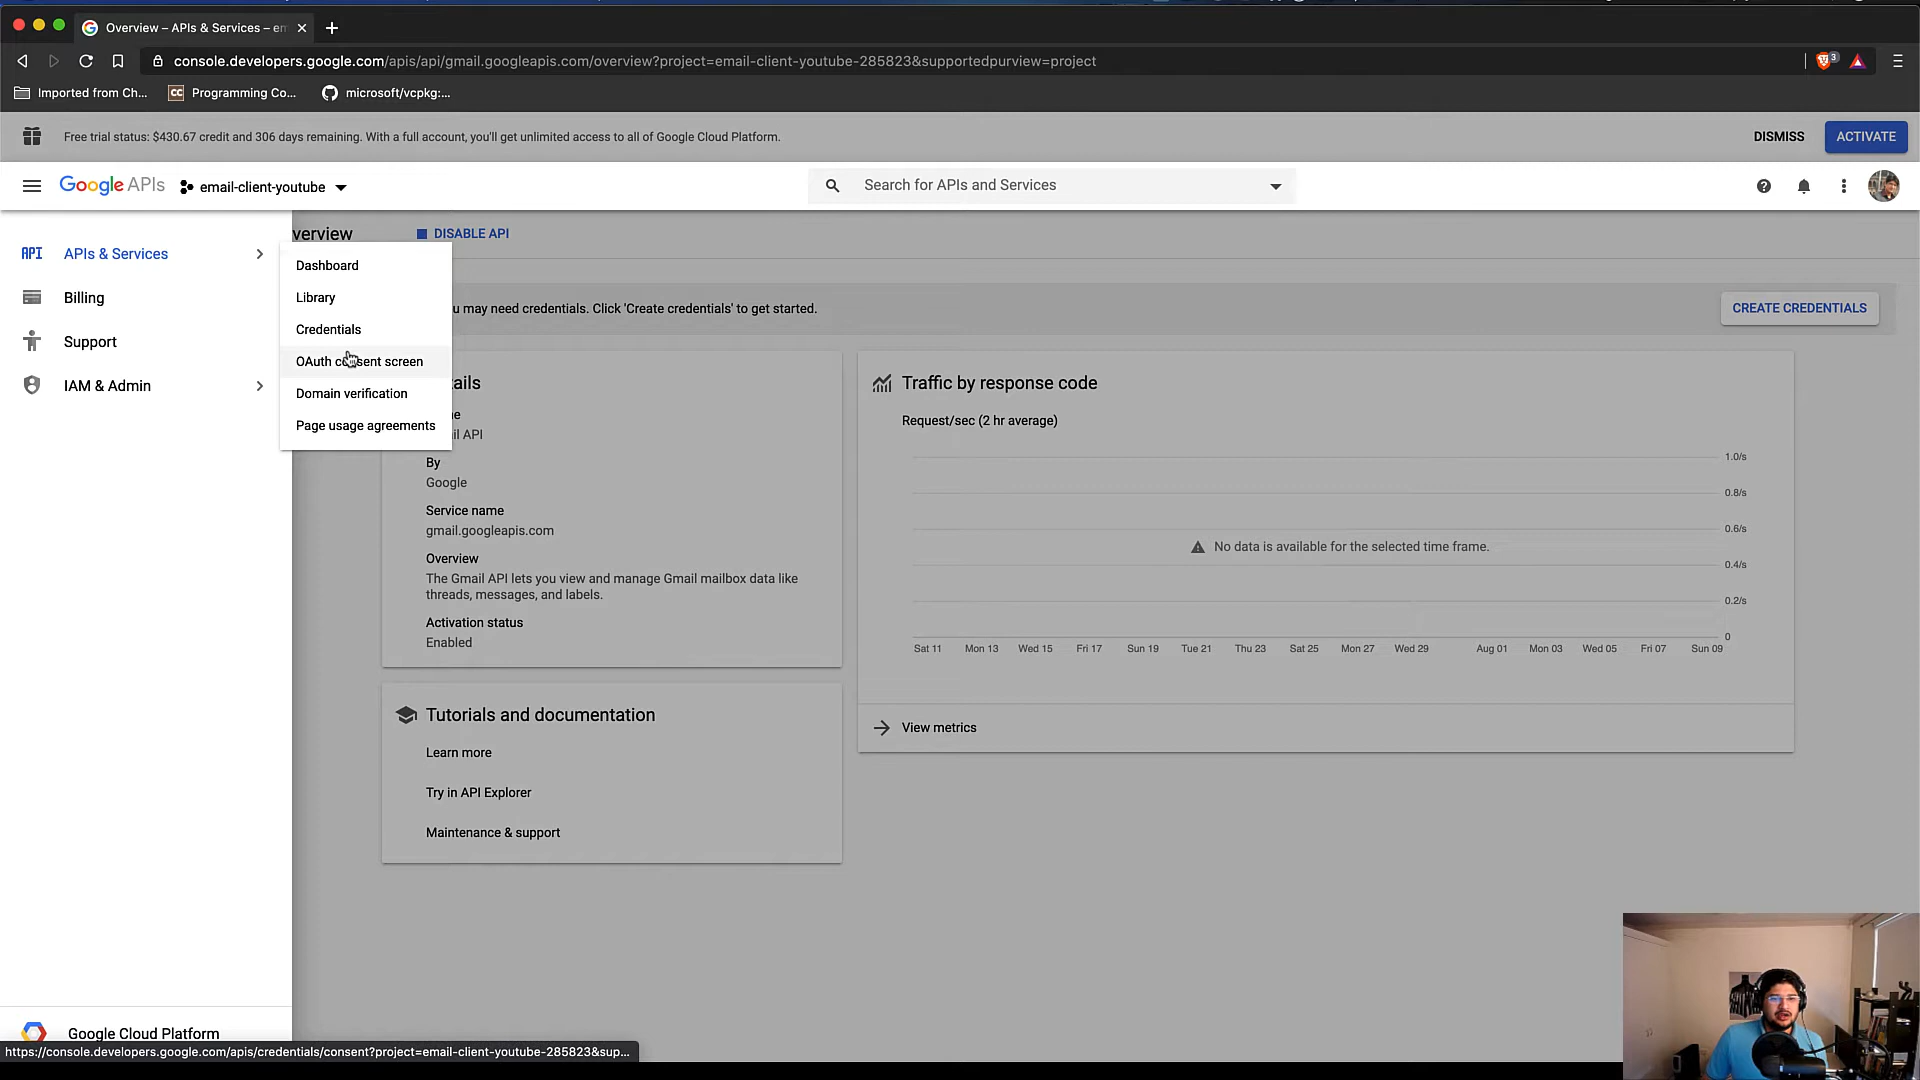 Overview – APIs & Services – em
console.developers.google.com/apis/api/gmail.googleapis.com/overview?project=email-client-youtube-285823&supportedpurview=project
3
Imported from Ch...
CC
Programming Co...
microsoft/vcpkg:...
Free trial status: $430.67 credit and 306 days remaining. With a full account, you'll get unlimited access to all of Google Cloud Platform.
DISMISS
ACTIVATE
Google APIs
email-client-youtube
Search for APIs and Services
verview
DISABLE API
API
APIs & Services
Billing
Support
IAM & Admin
Dashboard
Library
Credentials
OAuth consent screen
Domain verification
Page usage agreements
u may need credentials. Click 'Create credentials' to get started.
CREATE CREDENTIALS
tails
me
il API
By
Google
Service name
gmail.googleapis.com
Overview
The Gmail API lets you view and manage Gmail mailbox data like
threads, messages, and labels.
Activation status
Enabled
Traffic by response code
Request/sec (2 hr average)
1.0/s
0.8/s
0.6/s
No data is available for the selected time frame.
0.4/s
0.2/s
0
Sat 11 Mon 13 Wed 15 Fri 17 Sun 19 Tue 21 Thu 23 Sat 25 Mon 27 Wed 29 Aug 01 Mon 03 Wed 05 Fri 07 Sun 09
View metrics
Tutorials and documentation
Learn more
Try in API Explorer
Maintenance & support
Google Cloud Platform
https://console.developers.google.com/apis/credentials/consent?project=email-client-youtube-285823&sup...